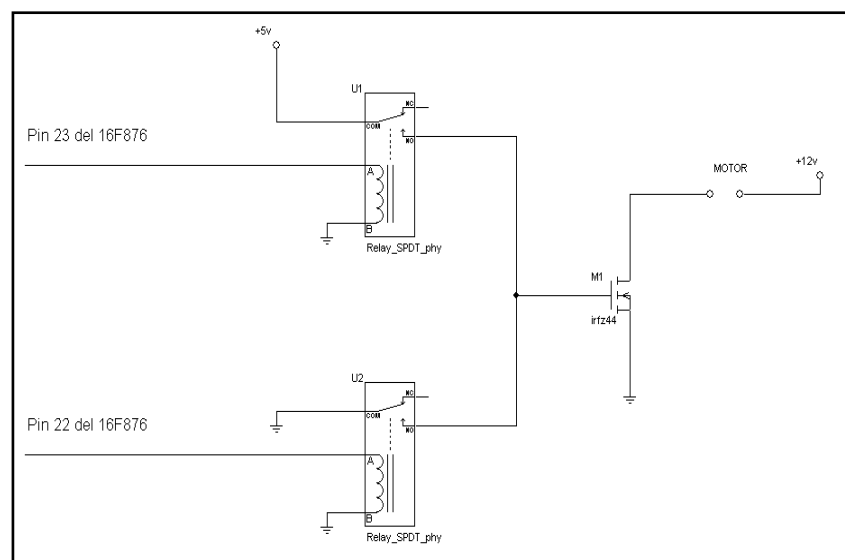 +5v
U1
NC
COM
NO
Pin 23 del 16F876
A
B
Relay_SPDT_phy
MOTOR
+12v
M1
irfz44
U2
NC
COM
NO
Pin 22 del 16F876
A
B
Relay_SPDT_phy